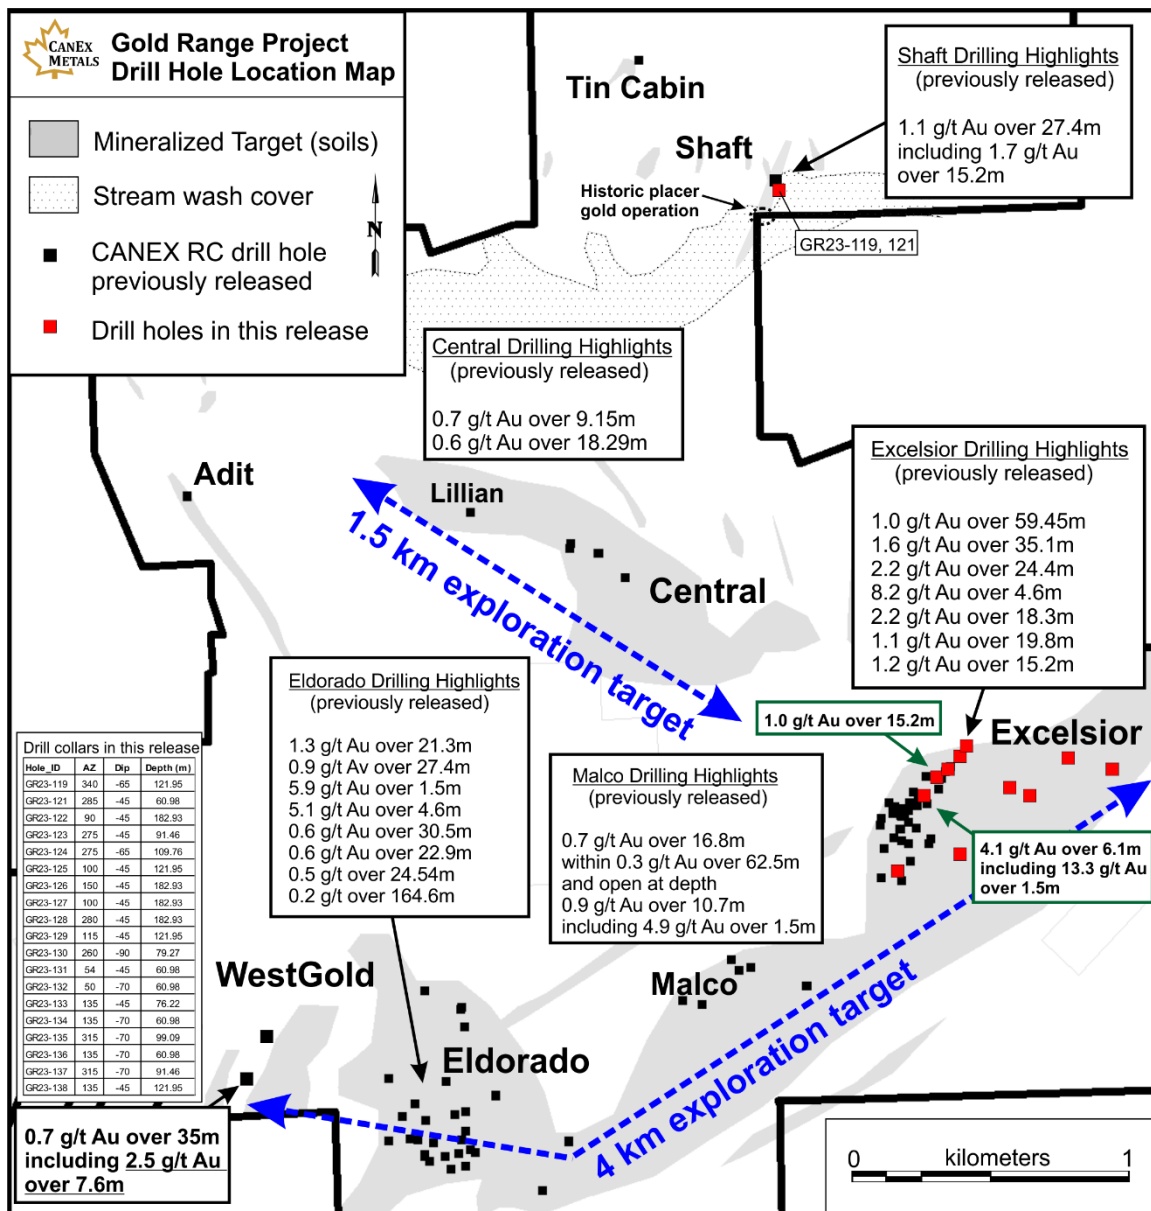 CANEX
METALS
Gold Range Project
Drill Hole Location Map
Mineralized Target (soils)
Stream wash cover
CANEX RC drill hole
previously released
Drill holes in this release
N
Tin Cabin
Shaft
Historic placer
gold operation
GR23-119, 121
Shaft Drilling Highlights
(previously released)
1.1 g/t Au over 27.4m
including 1.7 g/t Au
over 15.2m
Central Drilling Highlights
(previously released)
0.7 g/t Au over 9.15m
0.6 g/t Au over 18.29m
Excelsior Drilling Highlights
(previously released)
1.0 g/t Au over 59.45m
1.6 g/t Au over 35.1m
2.2 g/t Au over 24.4m
8.2 g/t Au over 4.6m
2.2 g/t Au over 18.3m
1.1 g/t Au over 19.8m
1.2 g/t Au over 15.2m
Adit
Lillian
Central
1.5 km exploration target
Eldorado Drilling Highlights
(previously released)
1.3 g/t Au over 21.3m
0.9 g/t Av over 27.4m
5.9 g/t Au over 1.5m
5.1 g/t Au over 4.6m
0.6 g/t Au over 30.5m
0.6 g/t Au over 22.9m
0.5 g/t over 24.54m
0.2 g/t over 164.6m
Malco Drilling Highlights
(previously released)
0.7 g/t Au over 16.8m
within 0.3 g/t Au over 62.5m
and open at depth
0.9 g/t Au over 10.7m
including 4.9 g/t Au over 1.5m
1.0 g/t Au over 15.2m
Excelsior
4.1 g/t Au over 6.1m
including 13.3 g/t Au
over 1.5m
Drill collars in this release
Hole_ID AZ Dip Depth (m)
GR23-119 340 -65 121.95
GR23-121 285 -45 60.98
GR23-122 90 -45 182.93
GR23-123 275 -45 91.46
GR23-124 275 -65 109.76
GR23-125 100 -45 121.95
GR23-126 150 -45 182.93
GR23-127 100 -45 182.93
GR23-128 280 -45 182.93
GR23-129 115 -45 121.95
GR23-130 260 -90 79.27
GR23-131 54 -45 60.98
GR23-132 50 -70 60.98
GR23-133 135 -45 76.22
GR23-134 135 -70 60.98
GR23-135 315 -70 99.09
GR23-136 135 -70 60.98
GR23-137 315 -70 91.46
GR23-138 135 -45 121.95
WestGold
Eldorado
Malco
4 km exploration target
0.7 g/t Au over 35m
including 2.5 g/t Au
over 7.6m
0 kilometers 1